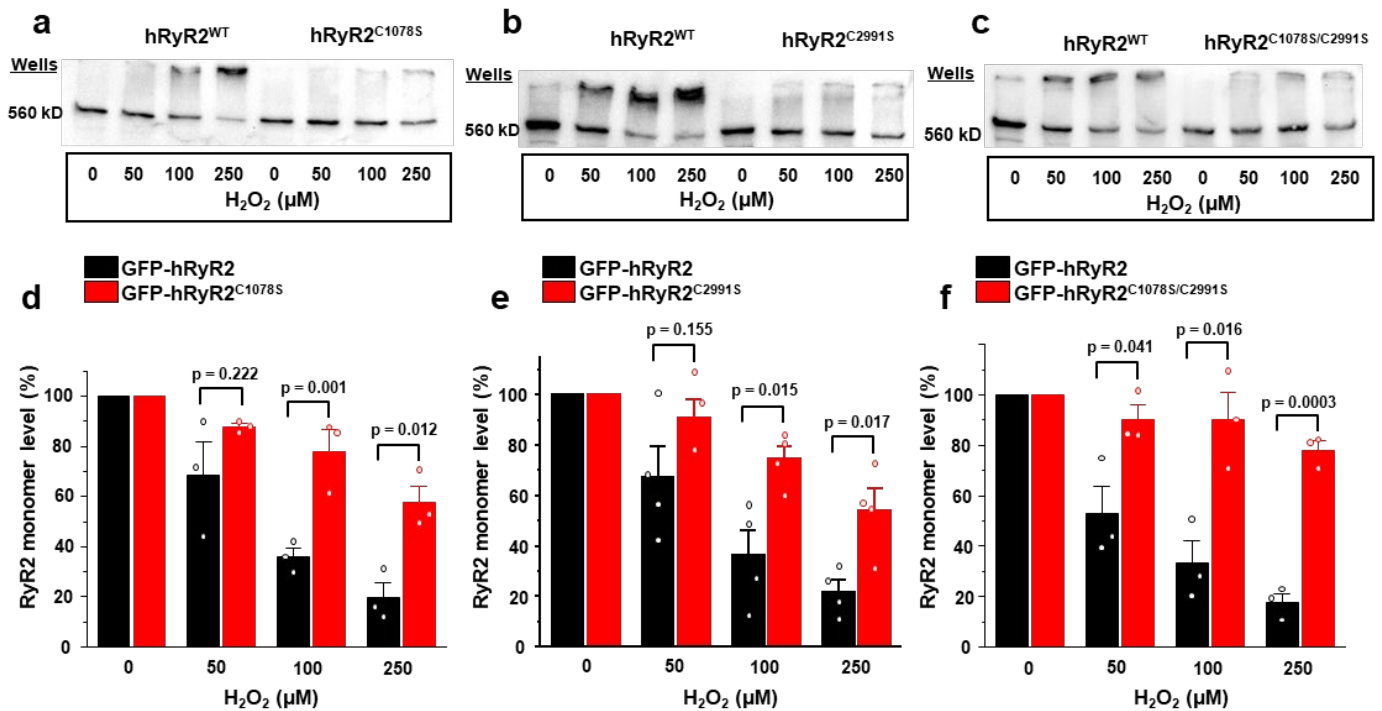 a
hRyR2WT hRyR2C1078S
Wells
560 kD
0 50 100 250 0 50 100 250
H2O2 (µM)
b
hRyR2WT hRyR2C2991S
Wells
560 kD
0 50 100 250 0 50 100 250
H2O2 (µM)
c
hRyR2WT hRyR2C1078S/C2991S
Wells
560 kD
0 50 100 250 0 50 100 250
H2O2 (µM)
d
GFP-hRyR2
GFP-hRyR2C1078S
RyR2 monomer level (%)
100
80
60
40
20
0
p = 0.222
p = 0.001
p = 0.012
0 50 100 250
H2O2 (µM)
e
GFP-hRyR2
GFP-hRyR2C2991S
RyR2 monomer level (%)
100
80
60
40
20
0
p = 0.155
p = 0.015
p = 0.017
0 50 100 250
H2O2 (µM)
f
GFP-hRyR2
GFP-hRyR2C1078S/C2991S
RyR2 monomer level (%)
100
80
60
40
20
0
p = 0.041
p = 0.016
p = 0.0003
0 50 100 250
H2O2 (µM)